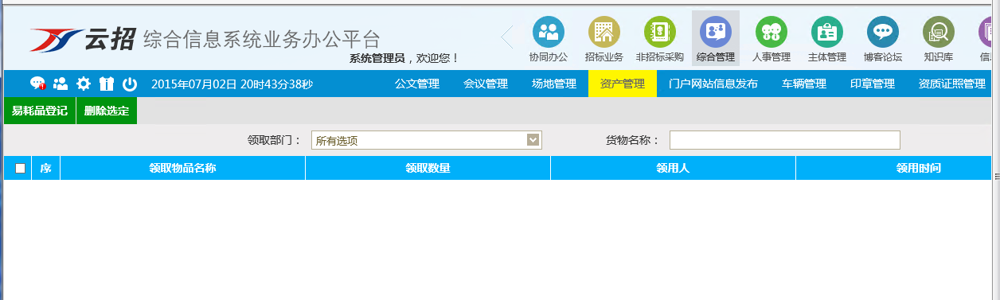 云招 综合信息系统业务办公平台
系统管理员，欢迎您！
协同办公 招标业务 非招标采购 综合管理 人事管理 主体管理 博客论坛 知识库 信
2015年07月02日 20时43分38秒 公文管理 会议管理 场地管理 资产管理 门户网站信息发布 车辆管理 印章管理 资质证照管理
易耗品登记 删除选定
领取部门： 所有选项 货物名称：
序 领取物品名称 领取数量 领用人 领用时间